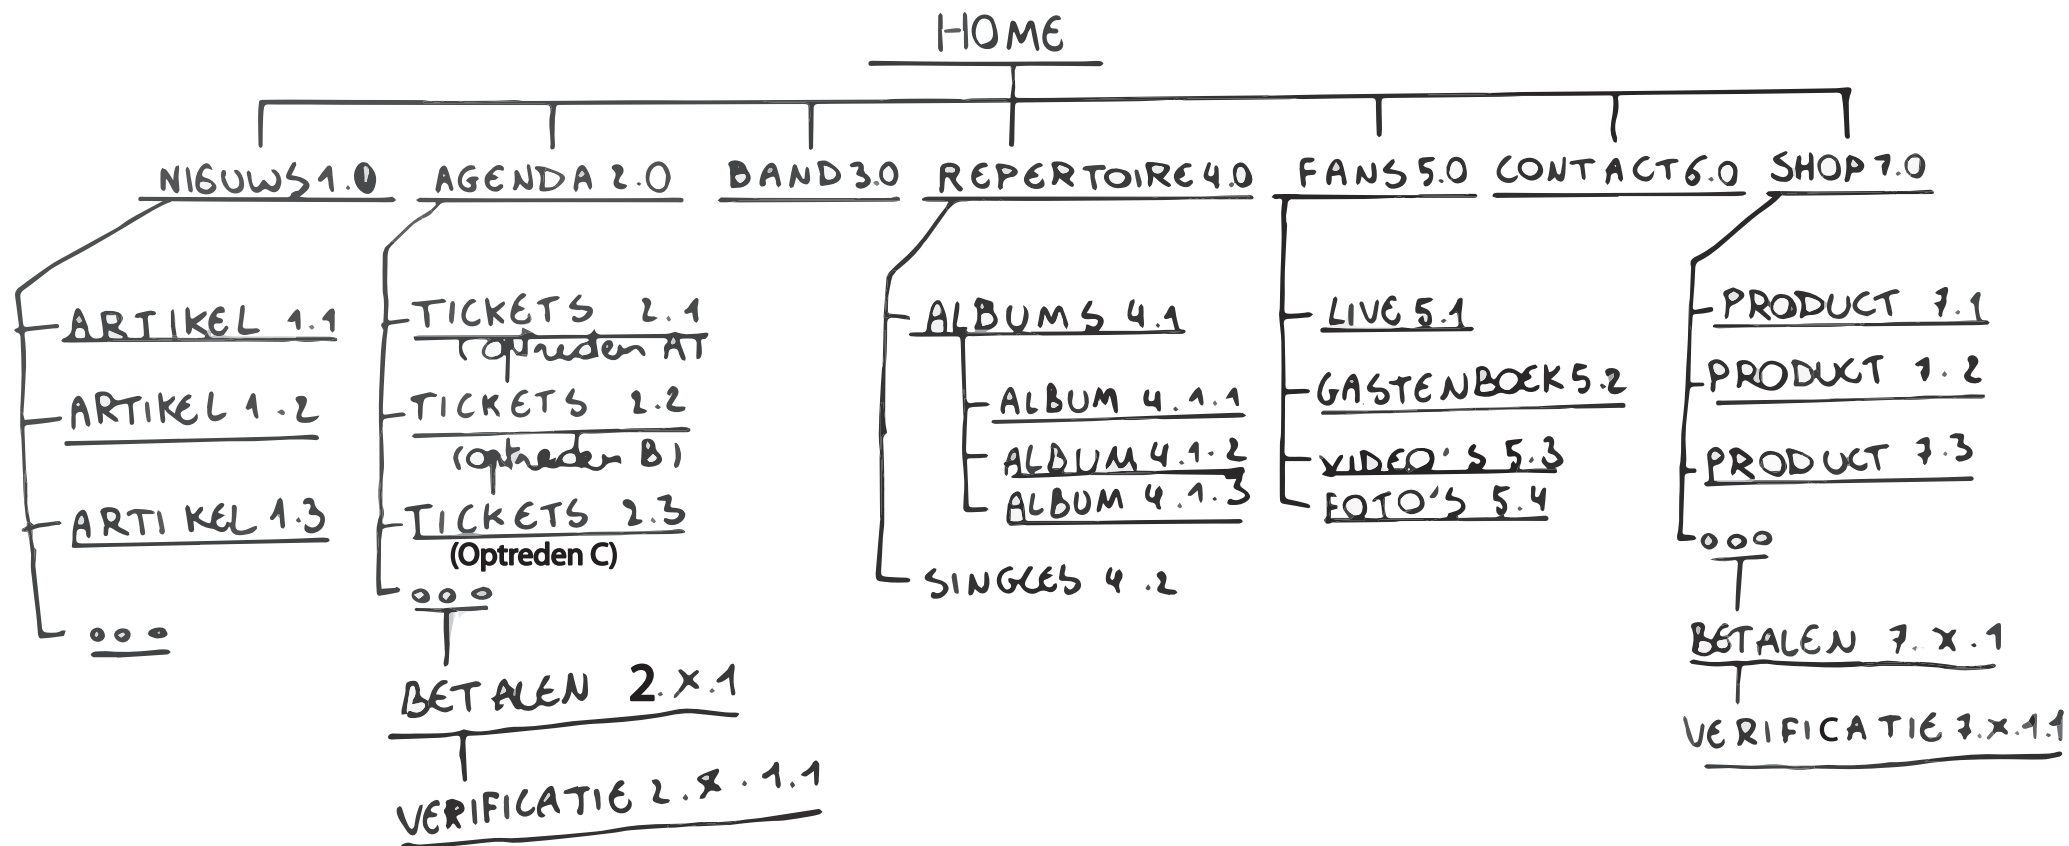 HOME
NIEUWS 1.0
AGENDA 2.0
BAND 3.0
REPERTOIRE 4.0
FANS 5.0
CONTACT 6.0
SHOP 7.0
ARTIKEL 1.1
ARTIKEL 1.2
ARTIKEL 1.3
...
TICKETS 2.1
(optreden A)
TICKETS 2.2
(optreden B)
TICKETS 2.3
(Optreden C)
...
BETALEN 2.x.1
VERIFICATIE 2.x.1.1
ALBUMS 4.1
ALBUM 4.1.1
ALBUM 4.1.2
ALBUM 4.1.3
SINGLES 4.2
LIVE 5.1
GASTENBOEK 5.2
VIDEO'S 5.3
FOTO'S 5.4
PRODUCT 7.1
PRODUCT 7.2
PRODUCT 7.3
...
BETALEN 7.x.1
VERIFICATIE 7.x.1.1